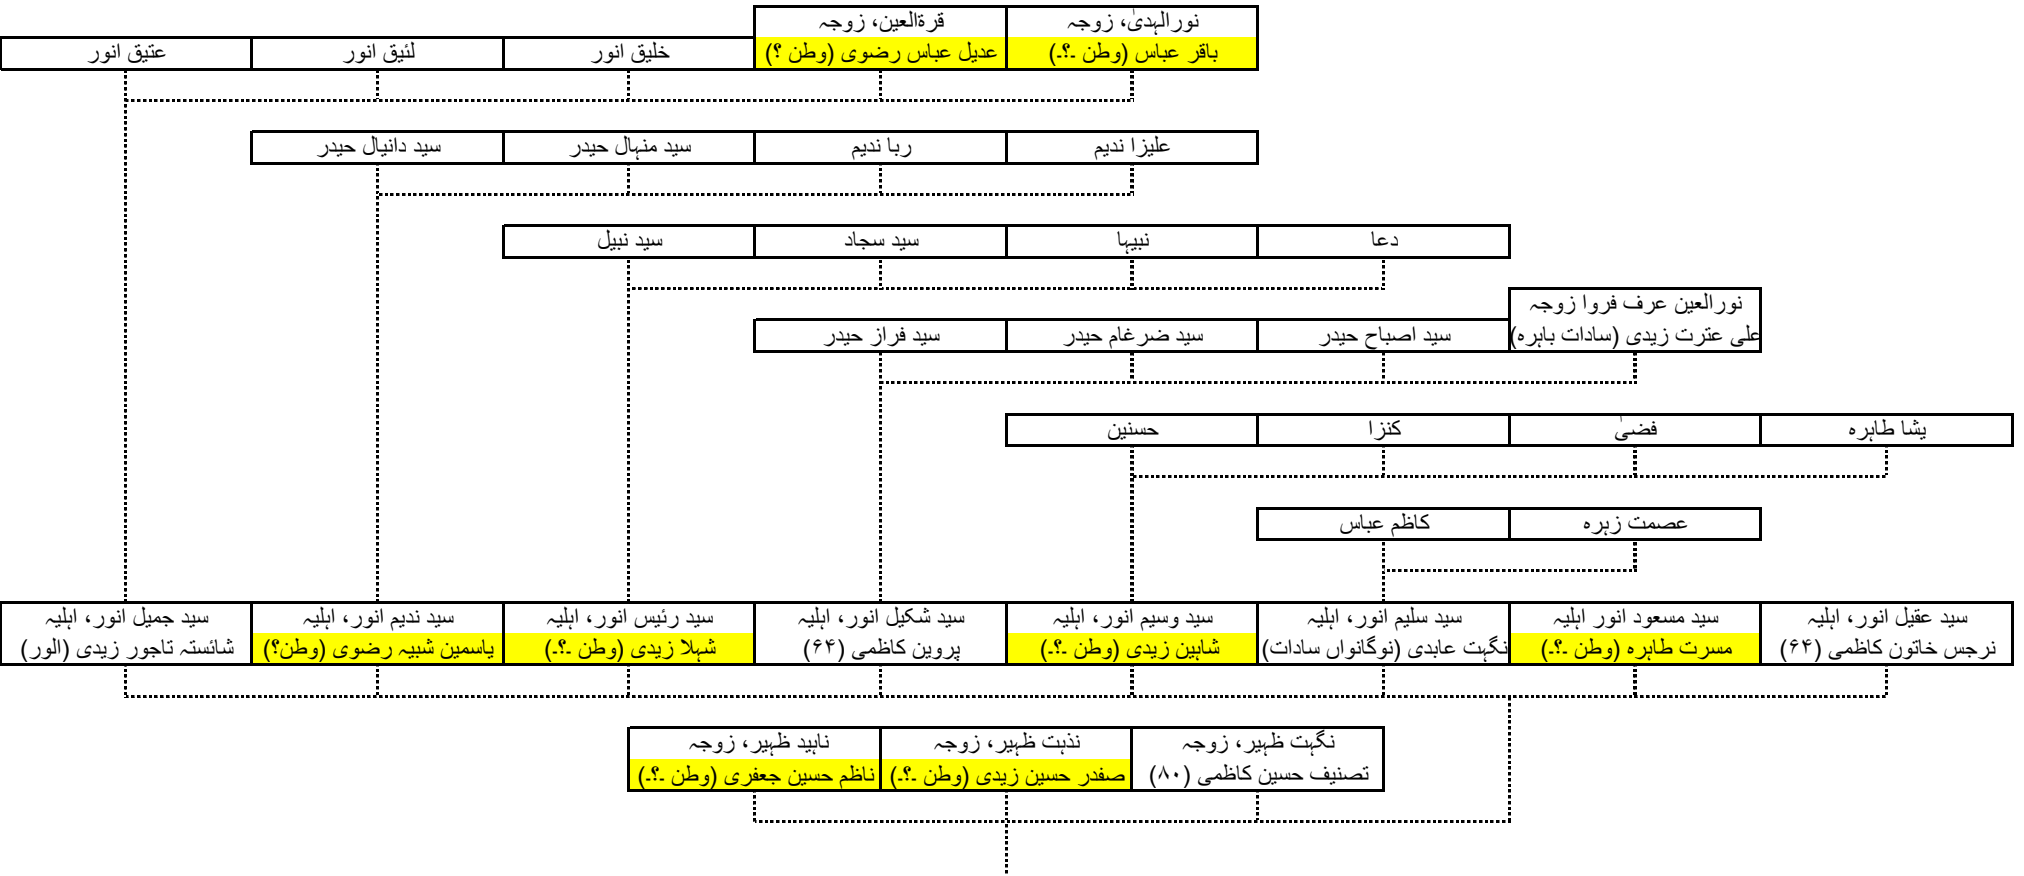 نورالہدیٰ، زوجہ
باقر عباس (وطن ـ؟ـ)
قرۃالعین، زوجہ
عدیل عباس رضوی (وطن ؟)
خلیق انور
لئیق انور
عتیق انور
علیزا ندیم
ربا ندیم
سید منہال حیدر
سید دانیال حیدر
دعا
نبیہا
سید سجاد
سید نبیل
نورالعین عرف فروا زوجہ
علی عترت زیدی (سادات باہرہ)
سید اصباح حیدر
سید ضرغام حیدر
سید فراز حیدر
یشا طاہرہ
فضیٰ
کنزا
حسنین
عصمت زہرہ
کاظم عباس
سید عقیل انور، اہلیہ
نرجس خاتون کاظمی (۶۴)
سید مسعود انور اہلیہ
مسرت طاہرہ (وطن ـ؟ـ)
سید سلیم انور، اہلیہ
نگہت عابدی (نوگانواں سادات)
سید وسیم انور، اہلیہ
شاہین زیدی (وطن ـ؟ـ)
سید شکیل انور، اہلیہ
پروین کاظمی (۶۴)
سید رئیس انور، اہلیہ
شہلا زیدی (وطن ـ؟ـ)
سید ندیم انور، اہلیہ
یاسمین شبیہ رضوی (وطن؟)
سید جمیل انور، اہلیہ
شائستہ تاجور زیدی (الور)
نگہت ظہیر، زوجہ
تصنیف حسین کاظمی (۸۰)
نذہت ظہیر، زوجہ
صفدر حسین زیدی (وطن ـ؟ـ)
ناہید ظہیر، زوجہ
ناظم حسین جعفری (وطن ـ؟ـ)